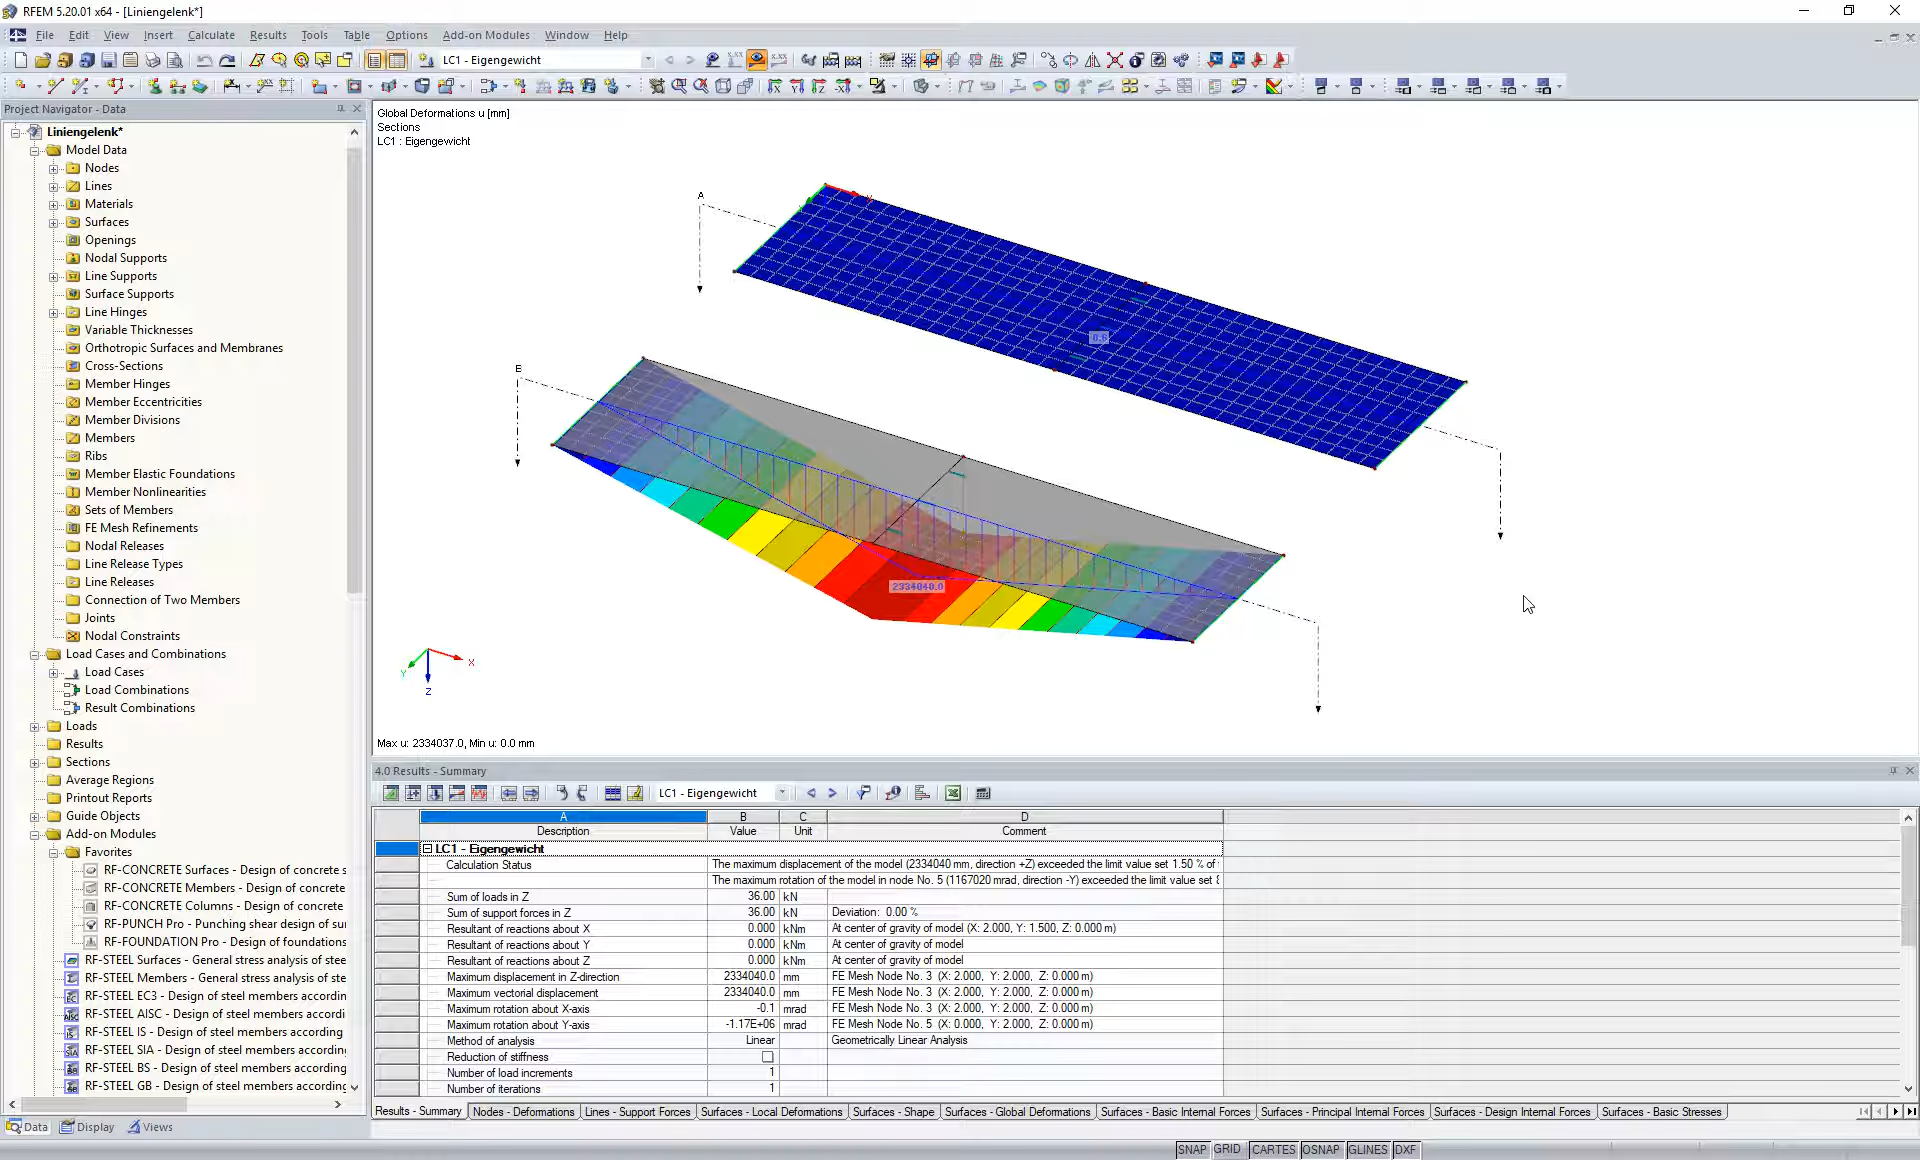 RFEM 5.20.01 x64 - [Liniengelenk*]
File Edit View Insert Calculate Results Tools Table Options Add-on Modules Window Help
LC1 - Eigengewicht
Project Navigator - Data
Liniengelenk*
Model Data
Nodes
Lines
Materials
Surfaces
Openings
Nodal Supports
Line Supports
Surface Supports
Line Hinges
Variable Thicknesses
Orthotropic Surfaces and Membranes
Cross-Sections
Member Hinges
Member Eccentricities
Member Divisions
Members
Ribs
Member Elastic Foundations
Member Nonlinearities
Sets of Members
FE Mesh Refinements
Nodal Releases
Line Release Types
Line Releases
Connection of Two Members
Joints
Nodal Constraints
Load Cases and Combinations
Load Cases
Load Combinations
Result Combinations
Loads
Results
Sections
Average Regions
Printout Reports
Guide Objects
Add-on Modules
Favorites
RF-CONCRETE Surfaces - Design of concrete s
RF-CONCRETE Members - Design of concrete
RF-CONCRETE Columns - Design of concrete
RF-PUNCH Pro - Punching shear design of su
RF-FOUNDATION Pro - Design of foundations
RF-STEEL Surfaces - General stress analysis of stee
RF-STEEL Members - General stress analysis of ste
RF-STEEL EC3 - Design of steel members accordin
RF-STEEL AISC - Design of steel members accordi
RF-STEEL IS - Design of steel members according
RF-STEEL SIA - Design of steel members according
RF-STEEL BS - Design of steel members according
RF-STEEL GB - Design of steel members according
Data Display Views
Global Deformations u [mm]
Sections
LC1 : Eigengewicht
A
0.6
B
2334040.0
X
Y
Z
Max u: 2334037.0, Min u: 0.0 mm
4.0 Results - Summary
LC1 - Eigengewicht
A B C D
Description Value Unit Comment
LC1 - Eigengewicht
Calculation Status The maximum displacement of the model (2334040 mm, direction +Z) exceeded the limit value set 1.50 % of
The maximum rotation of the model in node No. 5 (1167020 mrad, direction -Y) exceeded the limit value set
Sum of loads in Z 36.00 kN
Sum of support forces in Z 36.00 kN Deviation: 0.00 %
Resultant of reactions about X 0.000 kNm At center of gravity of model (X: 2.000, Y: 1.500, Z: 0.000 m)
Resultant of reactions about Y 0.000 kNm At center of gravity of model
Resultant of reactions about Z 0.000 kNm At center of gravity of model
Maximum displacement in Z-direction 2334040.0 mm FE Mesh Node No. 3 (X: 2.000, Y: 2.000, Z: 0.000 m)
Maximum vectorial displacement 2334040.0 mm FE Mesh Node No. 3 (X: 2.000, Y: 2.000, Z: 0.000 m)
Maximum rotation about X-axis -0.1 mrad FE Mesh Node No. 3 (X: 2.000, Y: 2.000, Z: 0.000 m)
Maximum rotation about Y-axis -1.17E+06 mrad FE Mesh Node No. 5 (X: 0.000, Y: 2.000, Z: 0.000 m)
Method of analysis Linear Geometrically Linear Analysis
Reduction of stiffness
Number of load increments 1
Number of iterations 1
Results - Summary Nodes - Deformations Lines - Support Forces Surfaces - Local Deformations Surfaces - Shape Surfaces - Global Deformations Surfaces - Basic Internal Forces Surfaces - Principal Internal Forces Surfaces - Design Internal Forces Surfaces - Basic Stresses
SNAP GRID CARTES OSNAP GLINES DXF